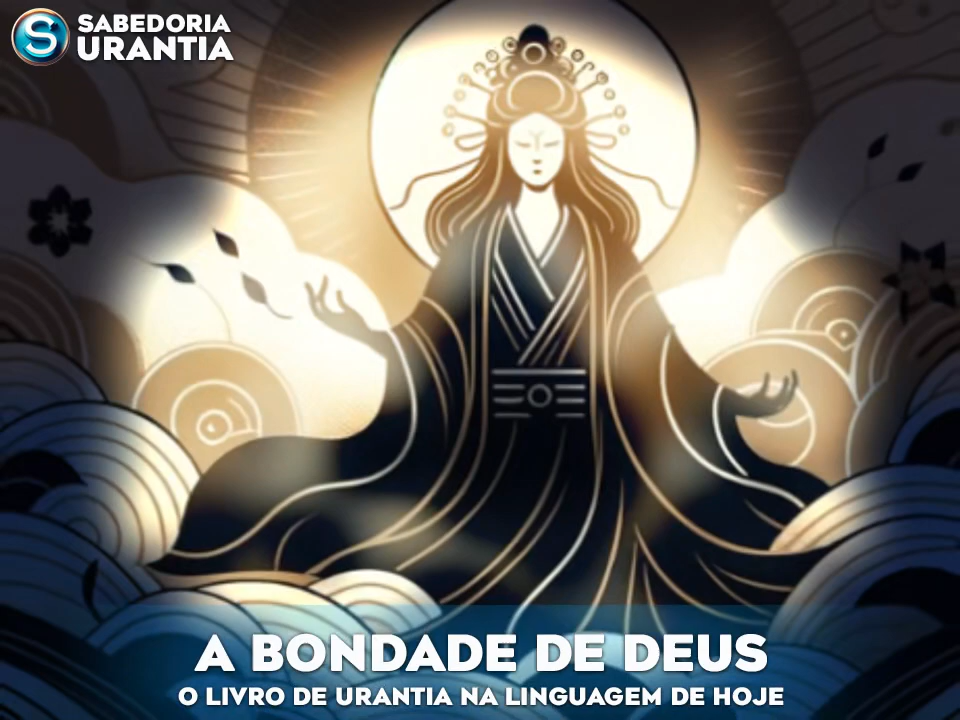 SABEDORIA
URANTIA
A BONDADE DE DEUS
O LIVRO DE URANTIA NA LINGUAGEM DE HOJE